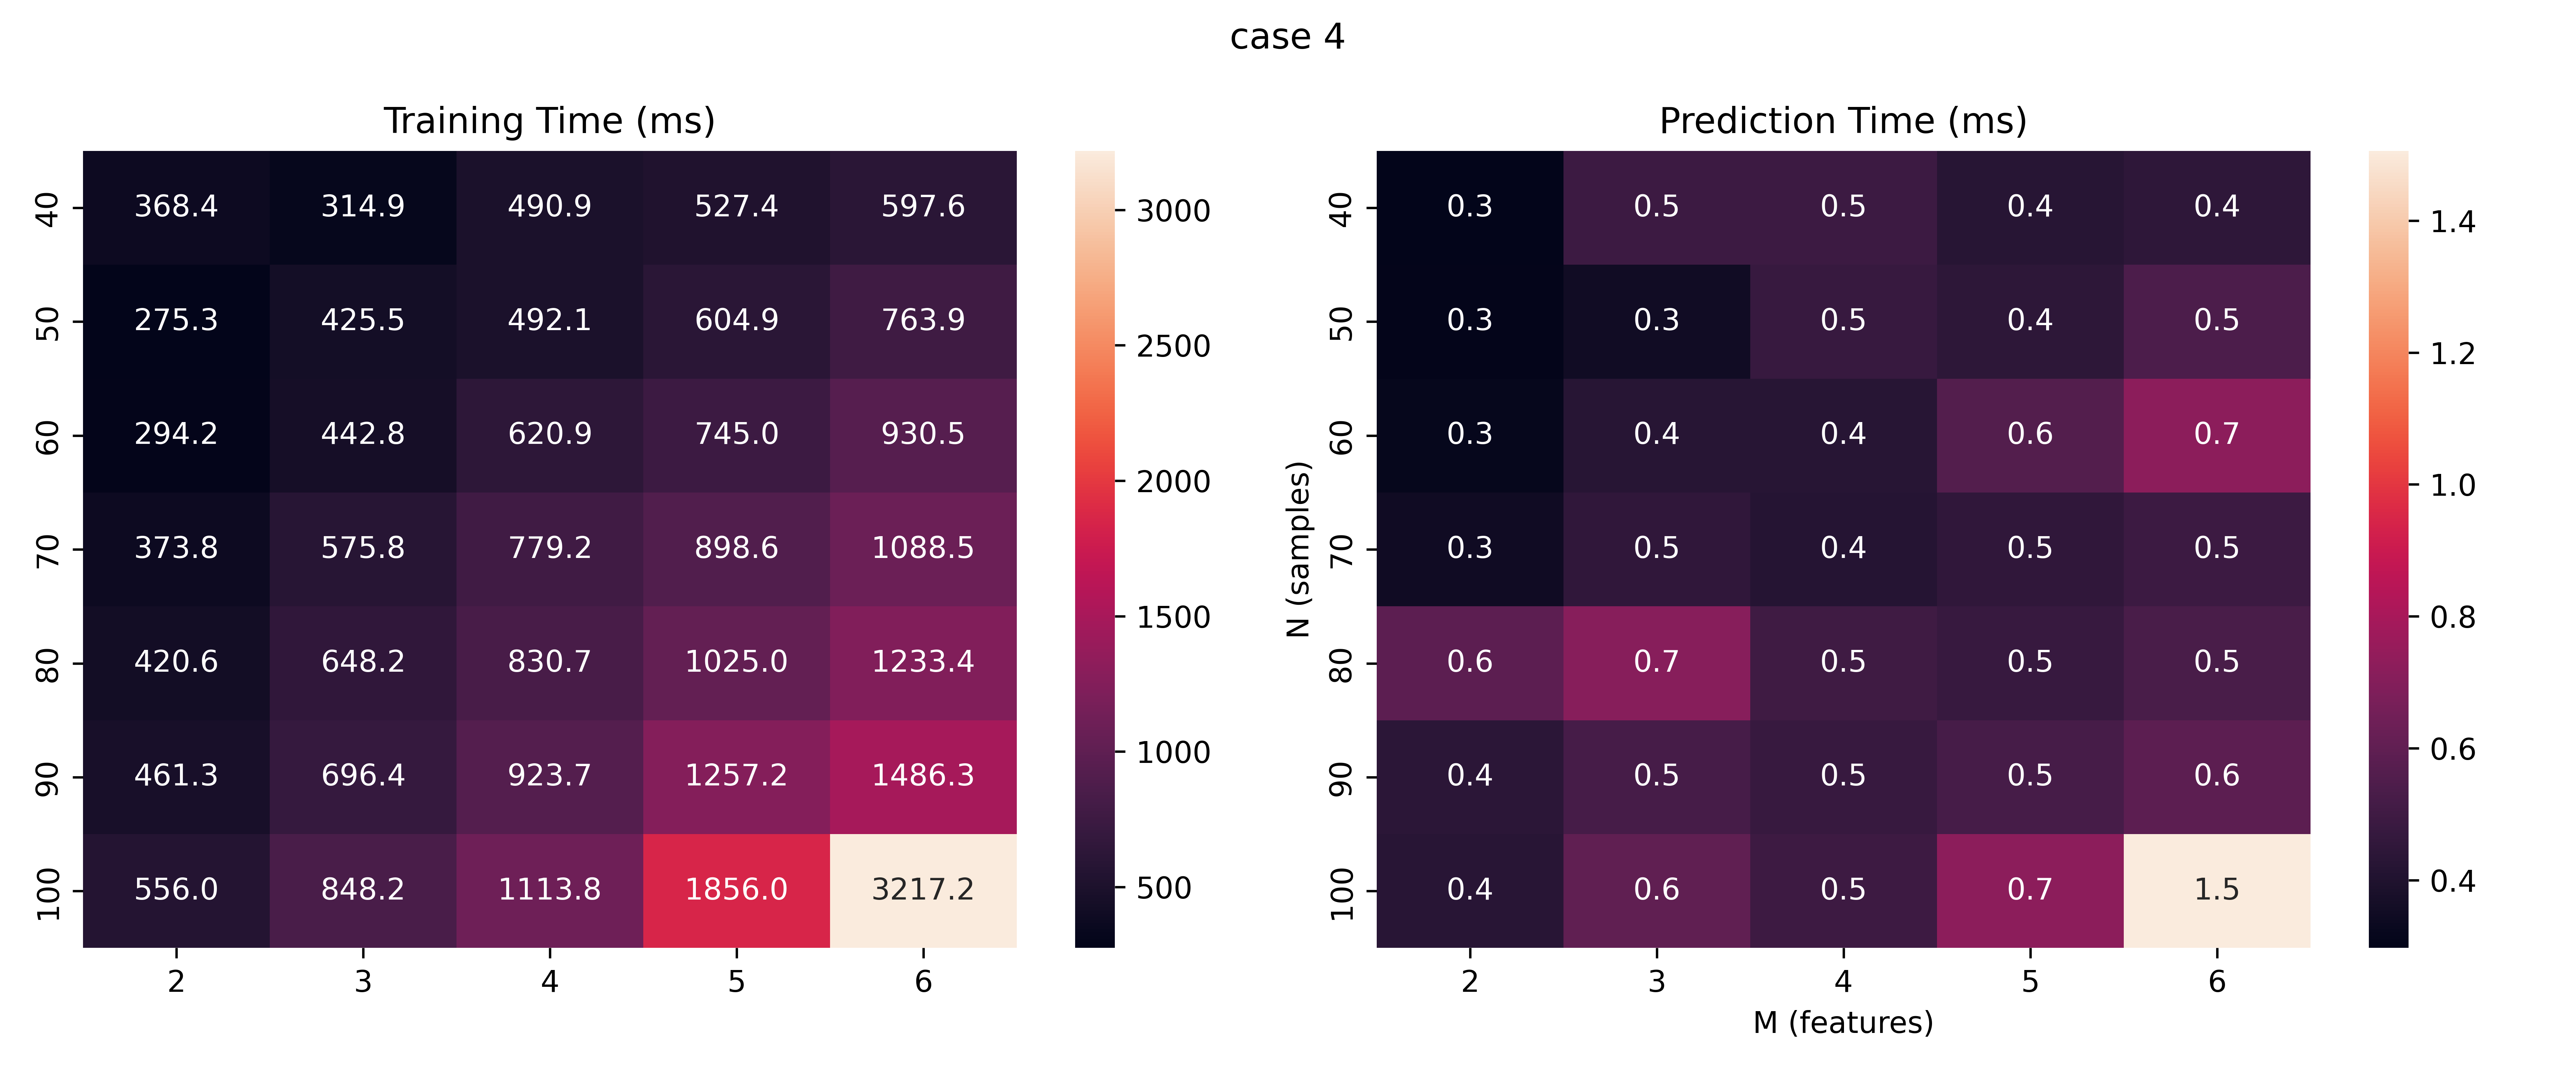 case 4
Training Time (ms)
40 368.4 314.9 490.9 527.4 597.6
50 275.3 425.5 492.1 604.9 763.9
60 294.2 442.8 620.9 745.0 930.5
70 373.8 575.8 779.2 898.6 1088.5
80 420.6 648.2 830.7 1025.0 1233.4
90 461.3 696.4 923.7 1257.2 1486.3
100 556.0 848.2 1113.8 1856.0 3217.2
2 3 4 5 6
3000
2500
2000
1500
1000
500
Prediction Time (ms)
N (samples)
40 0.3 0.5 0.5 0.4 0.4
50 0.3 0.3 0.5 0.4 0.5
60 0.3 0.4 0.4 0.6 0.7
70 0.3 0.5 0.4 0.5 0.5
80 0.6 0.7 0.5 0.5 0.5
90 0.4 0.5 0.5 0.5 0.6
100 0.4 0.6 0.5 0.7 1.5
2 3 4 5 6
M (features)
1.4
1.2
1.0
0.8
0.6
0.4